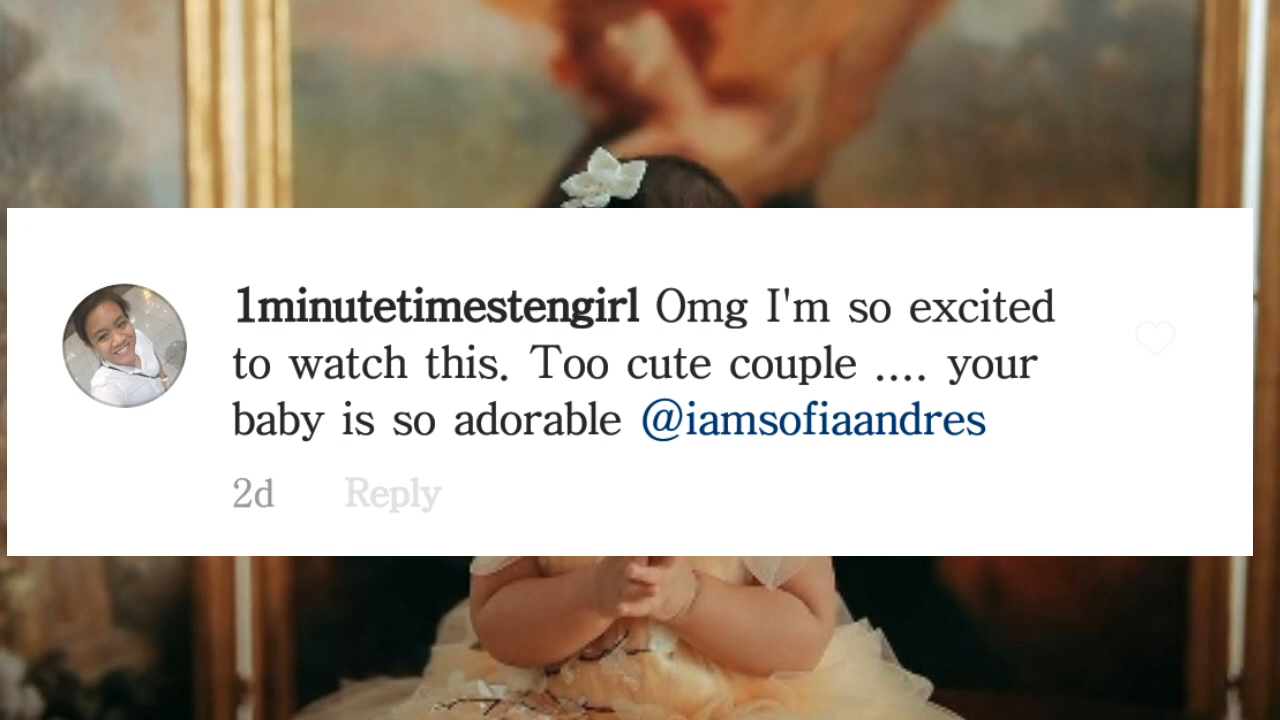 1minutetimestengirl Omg I'm so excited
to watch this. Too cute couple .... your
baby is so adorable @iamsofiaandres
2d Reply